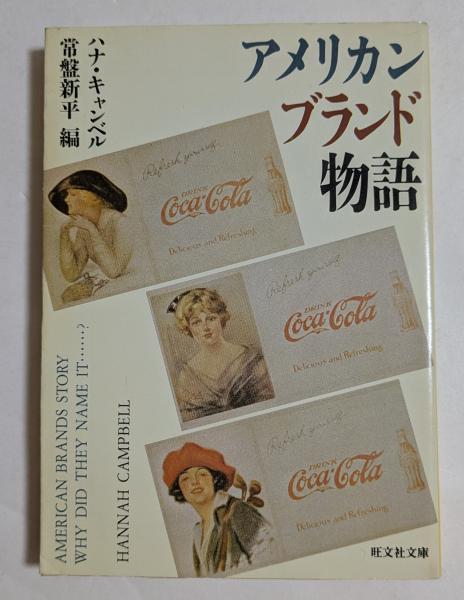 アメリカン
ブランド
物語
ハナ・キャンベル
常盤新平 編
Refresh yourself
DRINK
Coca-Cola
Delicious and Refreshing
Refresh yourself
DRINK
Coca-Cola
Delicious and Refreshing
Refresh yourself
DRINK
Coca-Cola
Delicious and Refreshing
AMERICAN BRANDS STORY
WHY DID THEY NAME IT……?
HANNAH CAMPBELL
旺文社文庫